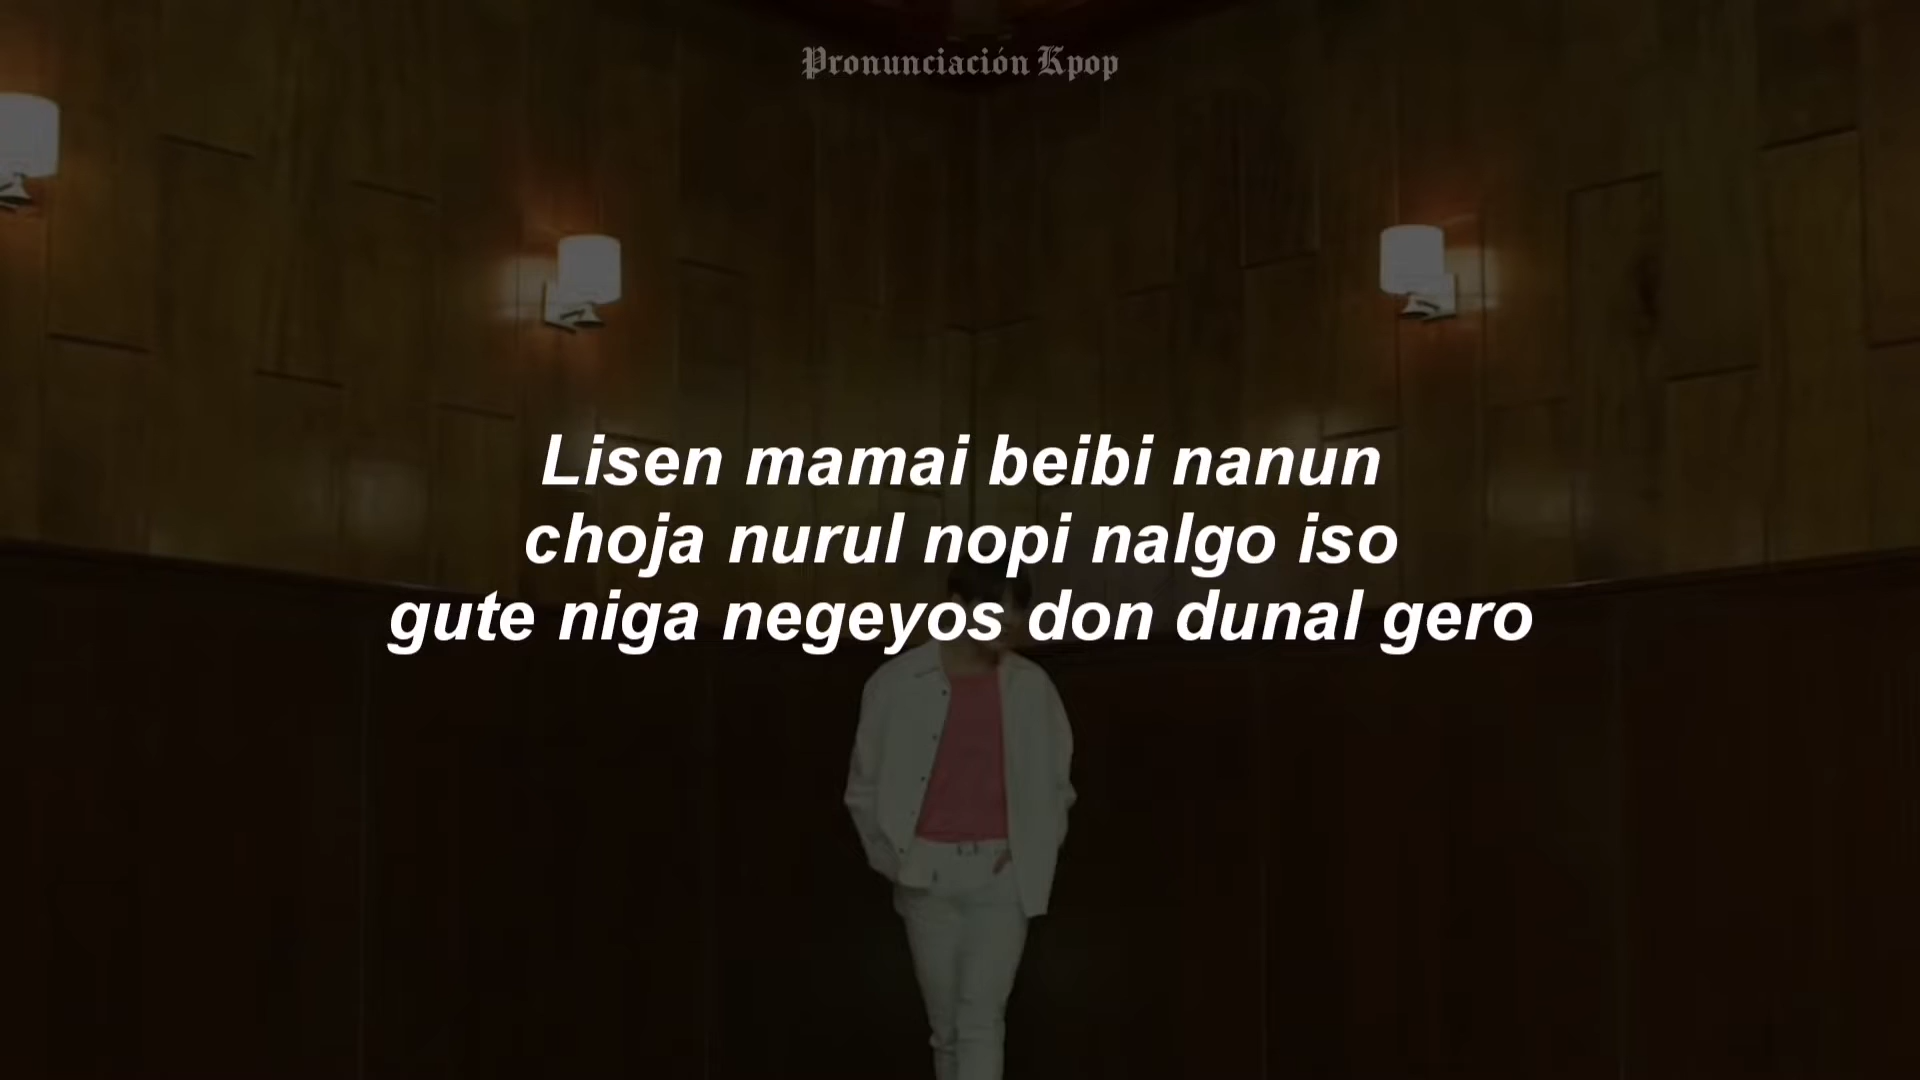 Pronunciación Kpop
Lisen mamai beibi nanun
choja nurul nopi nalgo iso
gute niga negeyos don dunal gero